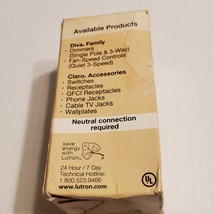 Available Products
Diva® Family
• Dimmers
(Single Pole & 3-Way)
• Fan-Speed Controls
(Quiet 3-Speed)
Claro® Accessories
• Switches
• Receptacles
• GFCI Receptacles
• Phone Jacks
• Cable TV Jacks
• Wallplates
Neutral connection
required
save
energy with
Lutron™
24 Hour / 7 Day
Technical Hotline:
1.800.523.9466
www.lutron.com
UL